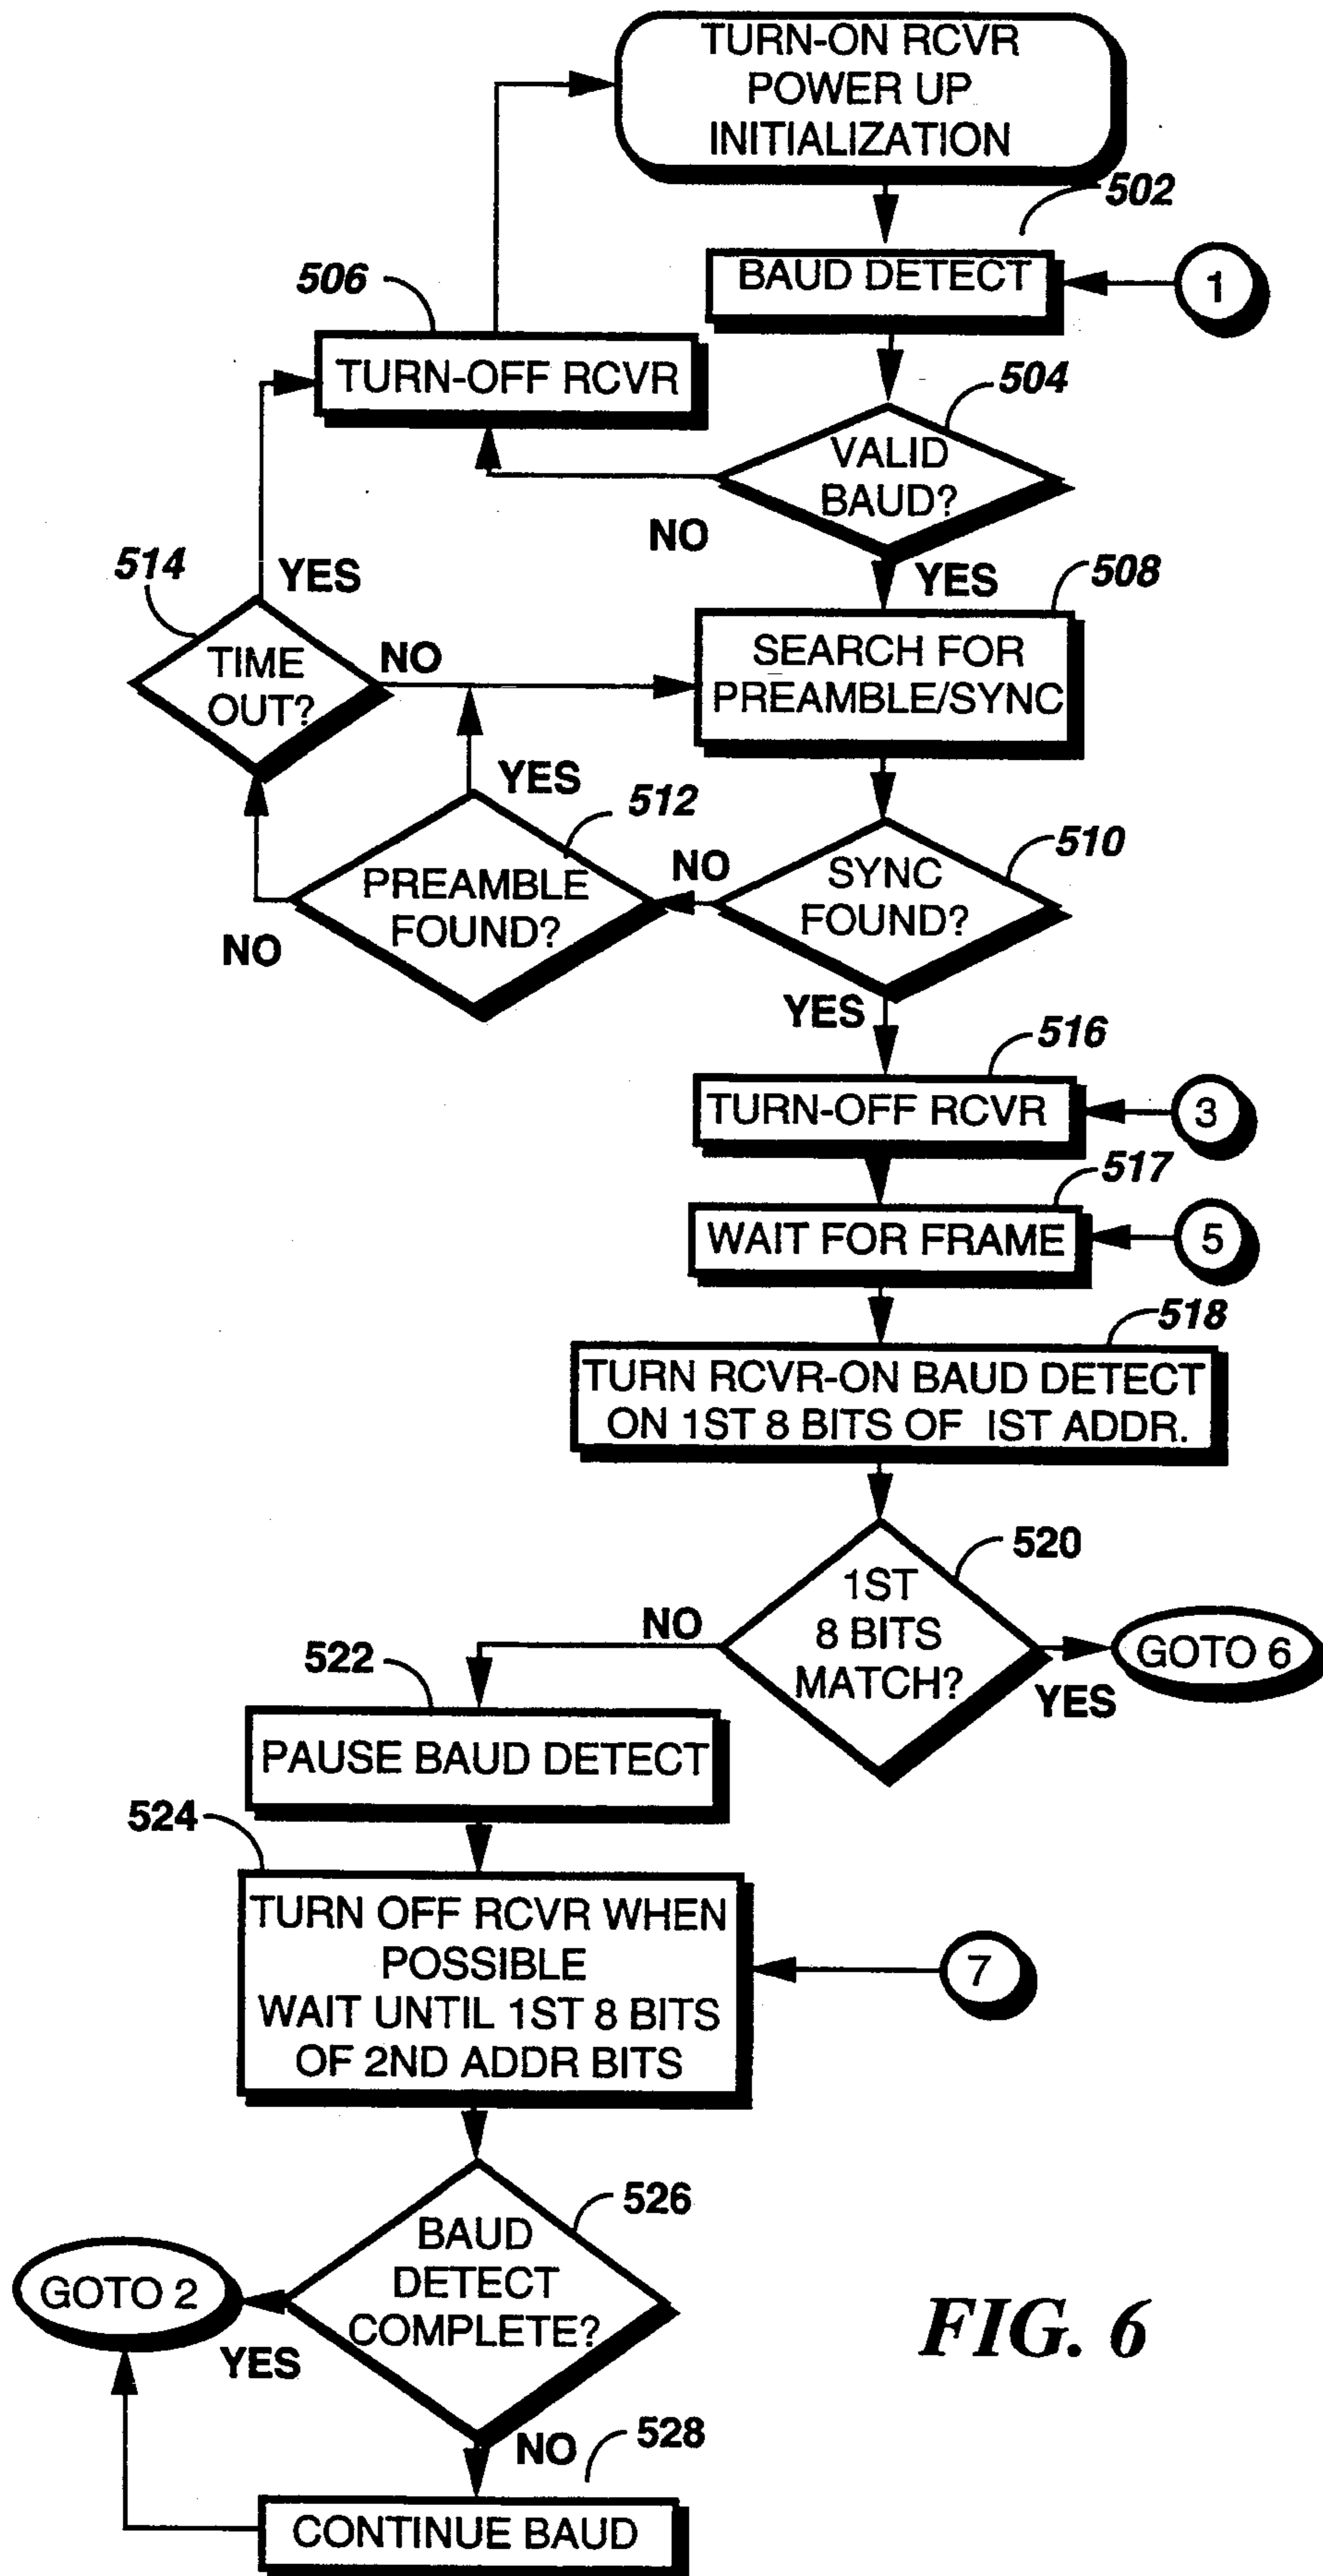 TURN-ON RCVR
POWER UP
INITIALIZATION
502
BAUD DETECT
1
506
TURN-OFF RCVR
504
VALID
BAUD?
NO
YES
508
SEARCH FOR
PREAMBLE/SYNC
514
YES
TIME
OUT?
NO
YES
512
PREAMBLE
FOUND?
NO
NO
510
SYNC
FOUND?
YES
516
TURN-OFF RCVR
3
517
WAIT FOR FRAME
5
518
TURN RCVR-ON BAUD DETECT
ON 1ST 8 BITS OF IST ADDR.
520
1ST
8 BITS
MATCH?
NO
YES
GOTO 6
522
PAUSE BAUD DETECT
524
TURN OFF RCVR WHEN
POSSIBLE
WAIT UNTIL 1ST 8 BITS
OF 2ND ADDR BITS
7
526
BAUD
DETECT
COMPLETE?
GOTO 2
YES
NO
528
CONTINUE BAUD
FIG. 6